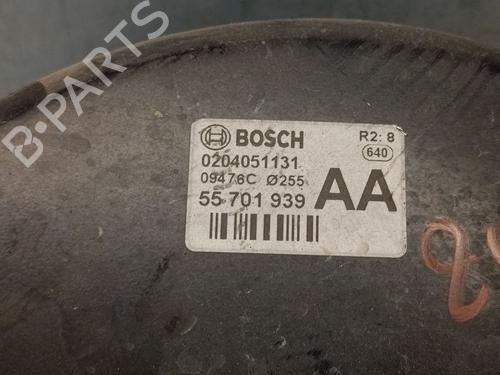 BOSCH
R2: 8
640
0204051131
09476C Ø255
55 701 939
AA
B-PARTS